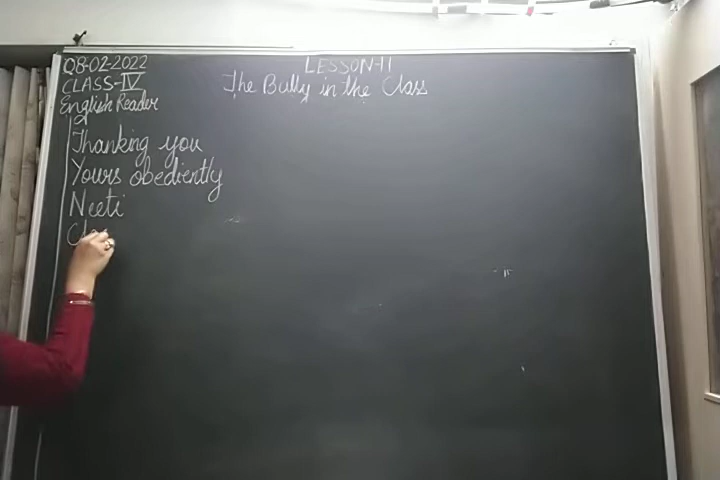 08-02-2022
LESSON-11
CLASS-IV
The Bully in the Class
English Reader
2
Thanking you
Yours obediently
Neeti